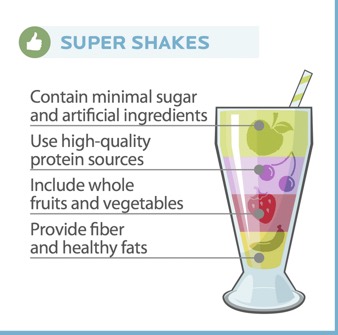 SUPER SHAKES
Contain minimal sugar
and artificial ingredients
Use high-quality
protein sources
Include whole
fruits and vegetables
Provide fiber
and healthy fats